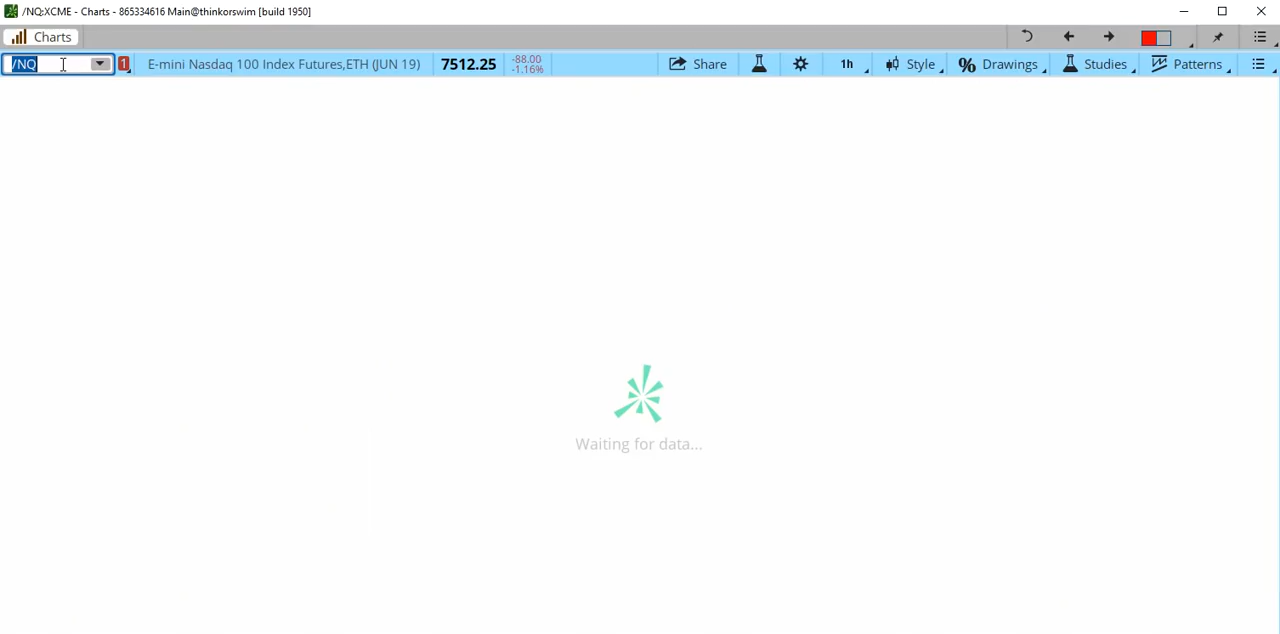 /NQ:XCME - Charts - 865334616 Main@thinkorswim [build 1950]
Charts
/NQ 1 E-mini Nasdaq 100 Index Futures,ETH (JUN 19) 7512.25 -88.00 -1.16% Share 1h Style Drawings Studies Patterns
Waiting for data...